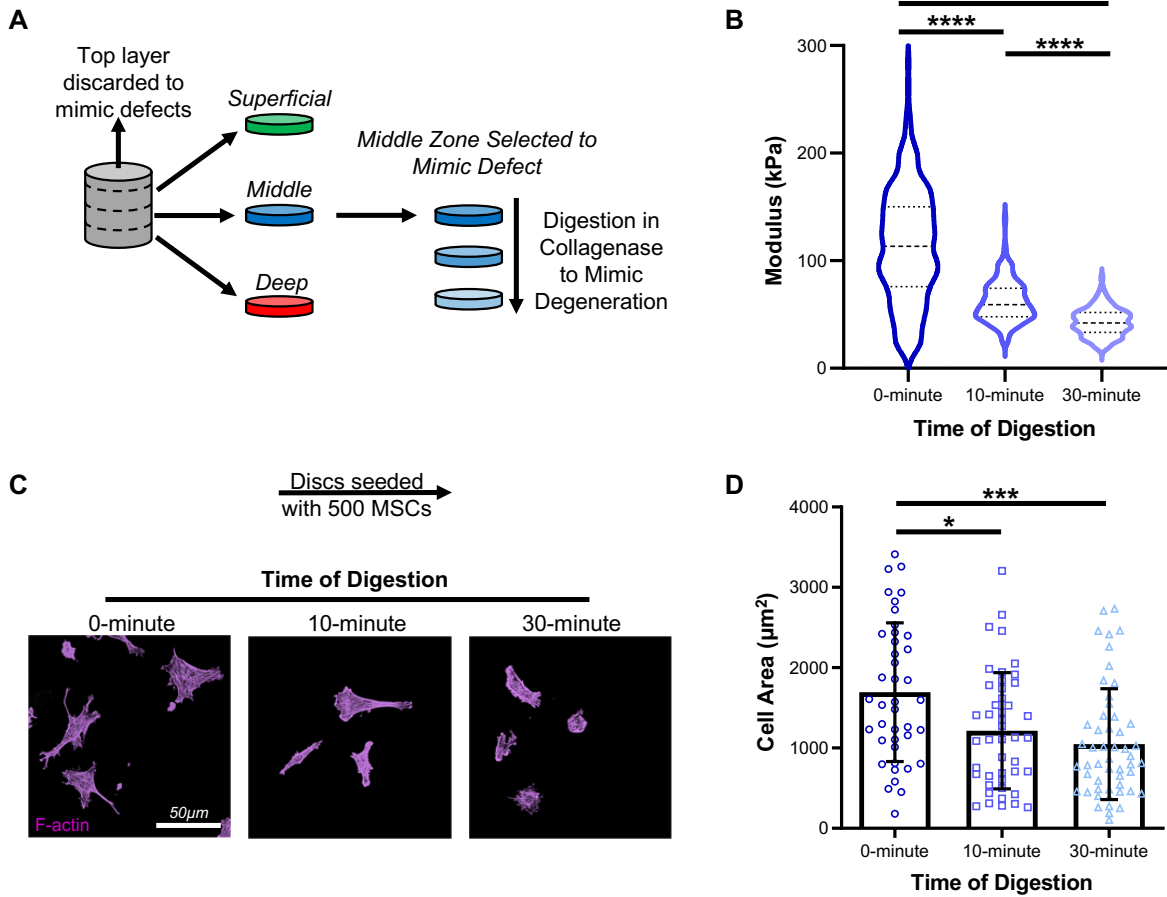 A
Top layer
discarded to
mimic defects
Superficial
Middle
Deep
Middle Zone Selected to
Mimic Defect
Digestion in
Collagenase
to Mimic
Degeneration
B
****
****
Modulus (kPa)
300
200
100
0
0-minute
10-minute
30-minute
Time of Digestion
C
Discs seeded
with 500 MSCs
Time of Digestion
0-minute
10-minute
30-minute
F-actin
50µm
D
***
*
Cell Area (µm²)
4000
3000
2000
1000
0
0-minute
10-minute
30-minute
Time of Digestion